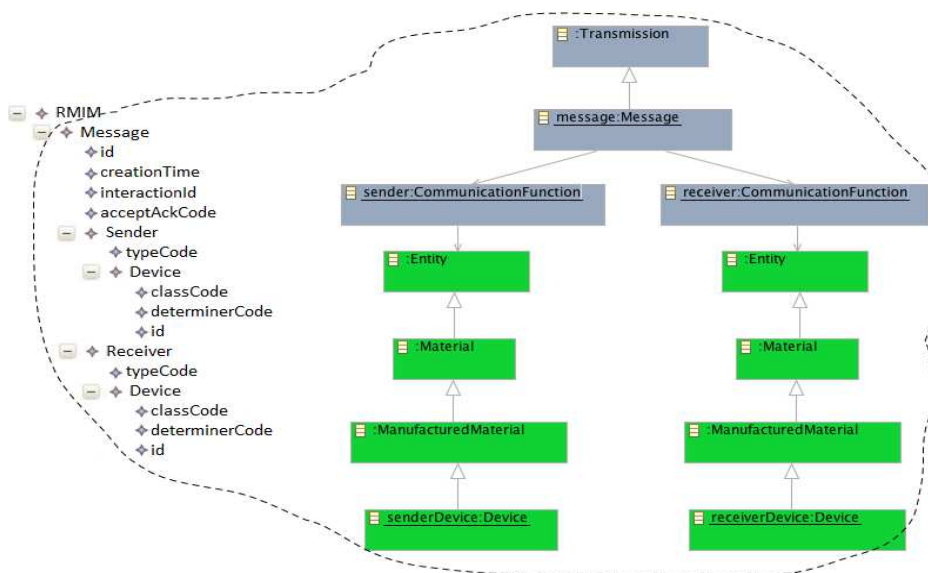 RMIM
Message
id
creationTime
interactionId
acceptAckCode
Sender
typeCode
Device
classCode
determinerCode
id
Receiver
typeCode
Device
classCode
determinerCode
id
:Transmission
message:Message
sender:CommunicationFunction
receiver:CommunicationFunction
:Entity
:Entity
:Material
:Material
:ManufacturedMaterial
:ManufacturedMaterial
senderDevice:Device
receiverDevice:Device